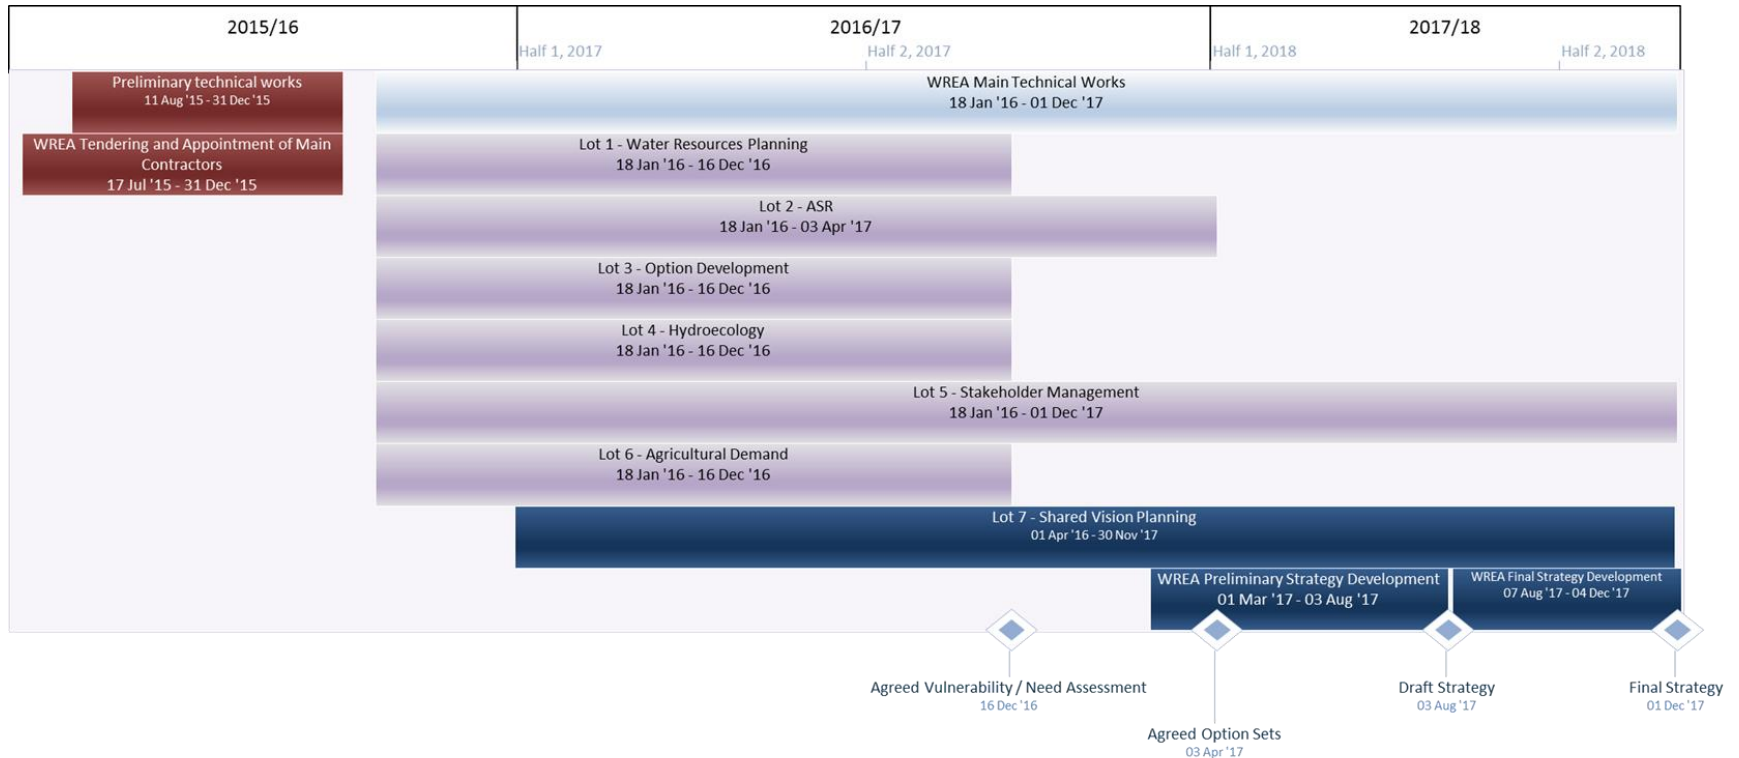 2015/16
2016/17
2017/18
Half 1, 2017
Half 2, 2017
Half 1, 2018
Half 2, 2018
Preliminary technical works
11 Aug '15 - 31 Dec '15
WREA Main Technical Works
18 Jan '16 - 01 Dec '17
WREA Tendering and Appointment of Main
Contractors
17 Jul '15 - 31 Dec '15
Lot 1 - Water Resources Planning
18 Jan '16 - 16 Dec '16
Lot 2 - ASR
18 Jan '16 - 03 Apr '17
Lot 3 - Option Development
18 Jan '16 - 16 Dec '16
Lot 4 - Hydroecology
18 Jan '16 - 16 Dec '16
Lot 5 - Stakeholder Management
18 Jan '16 - 01 Dec '17
Lot 6 - Agricultural Demand
18 Jan '16 - 16 Dec '16
Lot 7 - Shared Vision Planning
01 Apr '16 - 30 Nov '17
WREA Preliminary Strategy Development
01 Mar '17 - 03 Aug '17
WREA Final Strategy Development
07 Aug '17 - 04 Dec '17
Agreed Vulnerability / Need Assessment
16 Dec '16
Agreed Option Sets
03 Apr '17
Draft Strategy
03 Aug '17
Final Strategy
01 Dec '17